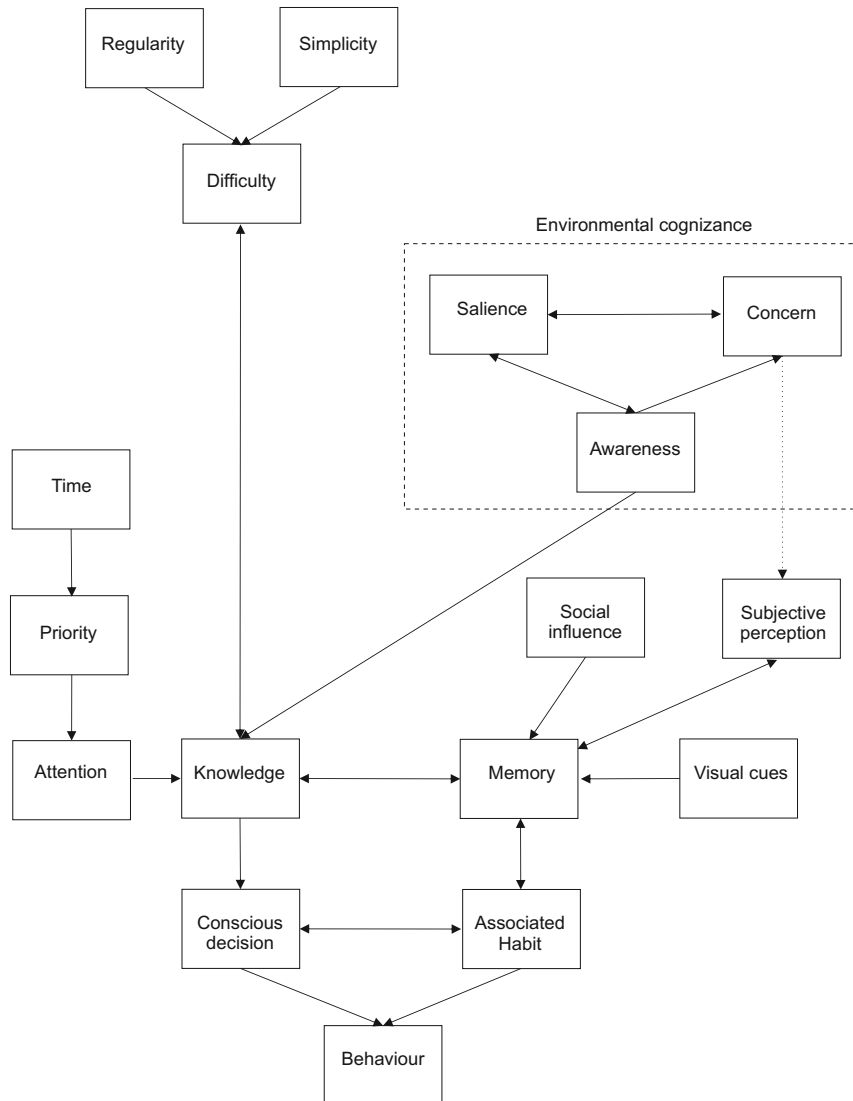 Regularity
Simplicity
Difficulty
Environmental cognizance
Salience
Concern
Awareness
Time
Priority
Social
influence
Subjective
perception
Attention
Knowledge
Memory
Visual cues
Conscious
decision
Associated
Habit
Behaviour